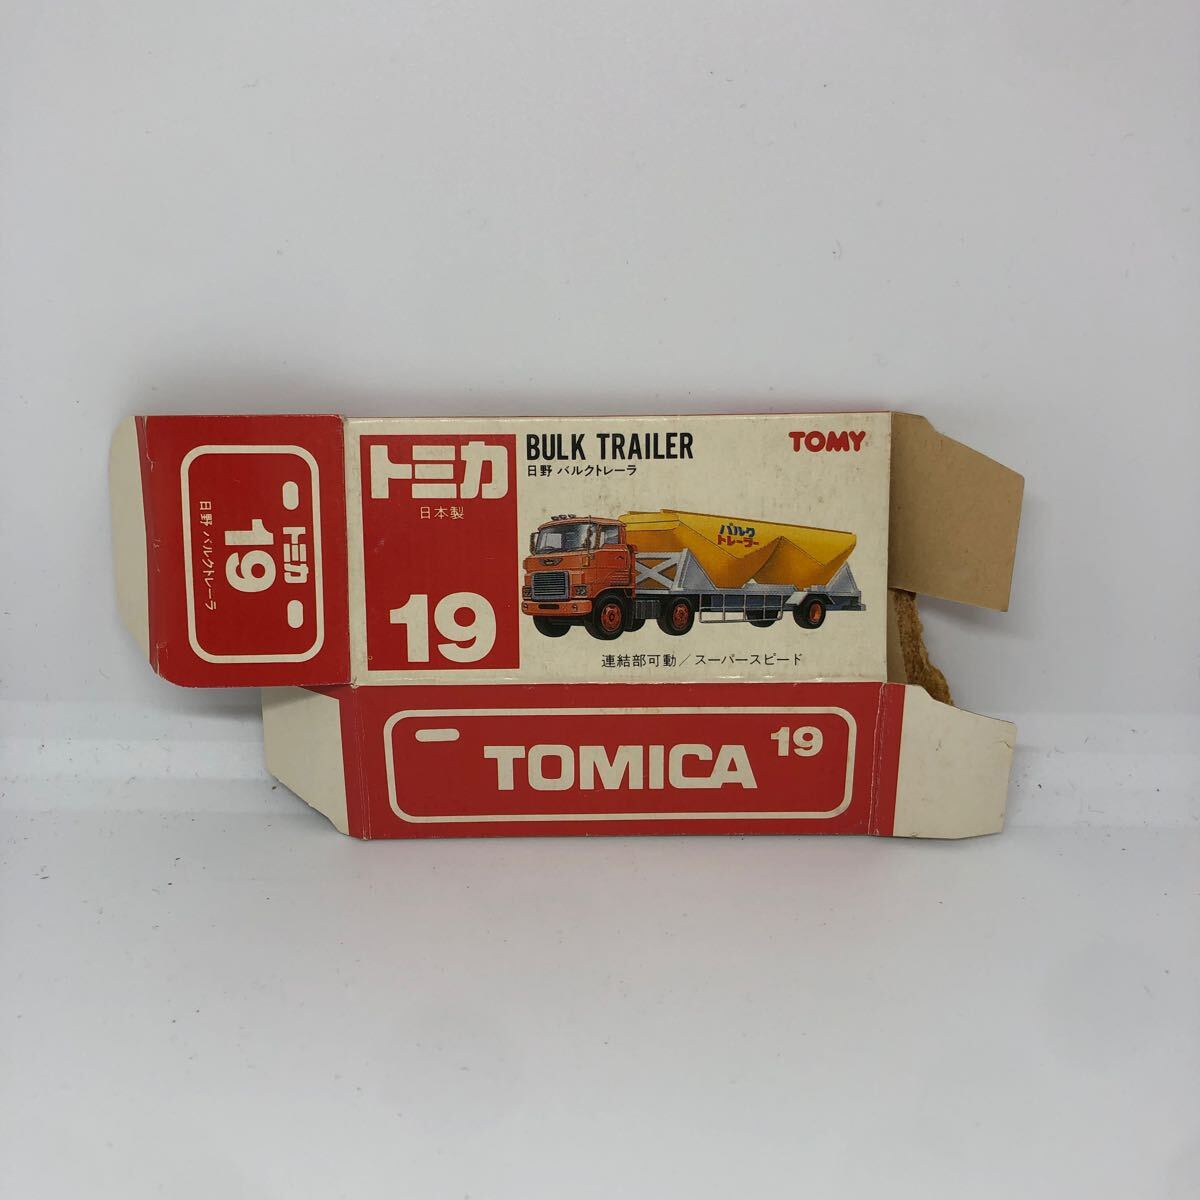 トミカ
日本製
19
BULK TRAILER
日野 バルクトレーラ
TOMY
バルク
トレーラー
連結部可動/スーパースピード
トミカ
19
日野 バルクトレーラ
TOMICA 19